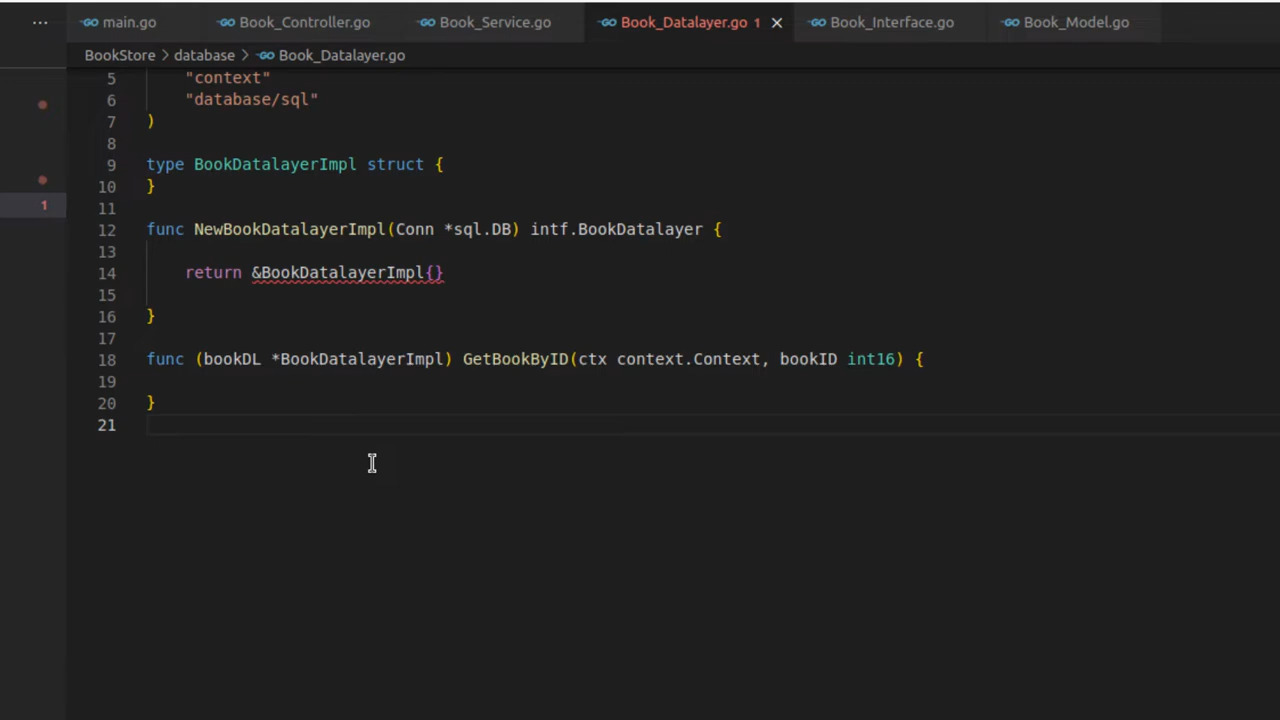 ··· main.go Book_Controller.go Book_Service.go Book_Datalayer.go 1 × Book_Interface.go Book_Model.go
BookStore > database > Book_Datalayer.go
5 "context"
6 "database/sql"
7 )
8
9 type BookDatalayerImpl struct {
10 }
1
11
12 func NewBookDatalayerImpl(Conn *sql.DB) intf.BookDatalayer {
13
14 return &BookDatalayerImpl{}
15
16 }
17
18 func (bookDL *BookDatalayerImpl) GetBookByID(ctx context.Context, bookID int16) {
19
20 }
21